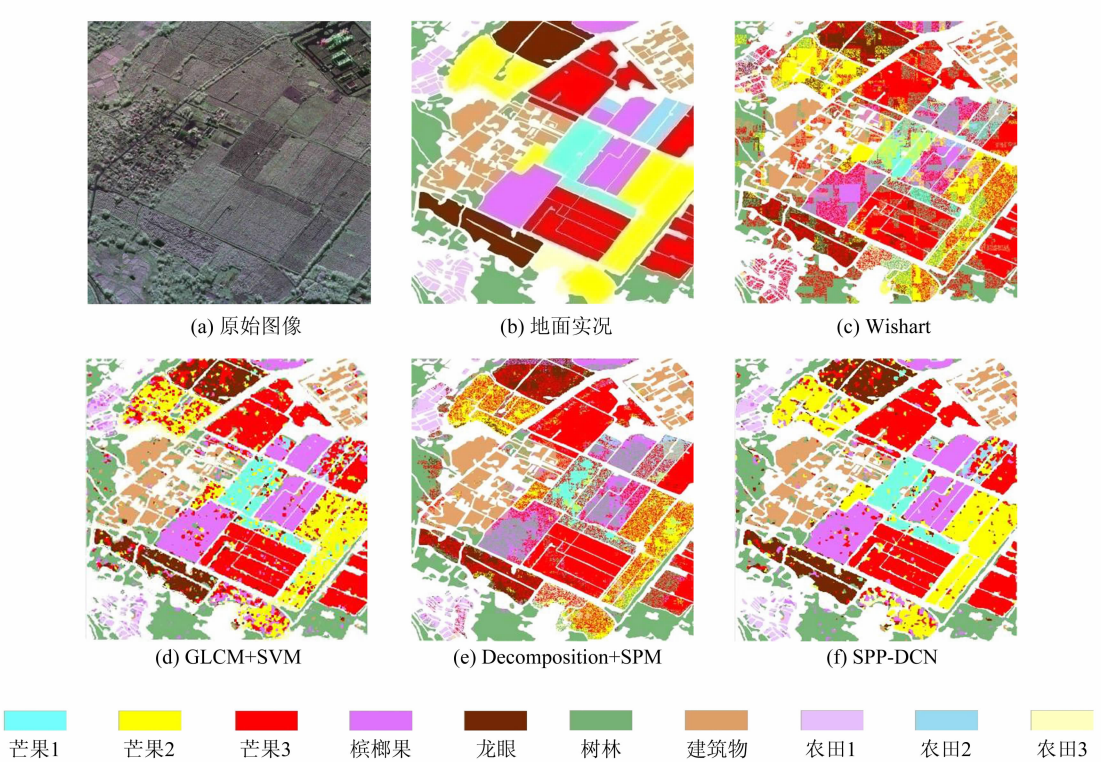 (a) 原始图像
(b) 地面实况
(c) Wishart
(d) GLCM+SVM
(e) Decomposition+SPM
(f) SPP-DCN
芒果1
芒果2
芒果3
槟榔果
龙眼
树林
建筑物
农田1
农田2
农田3